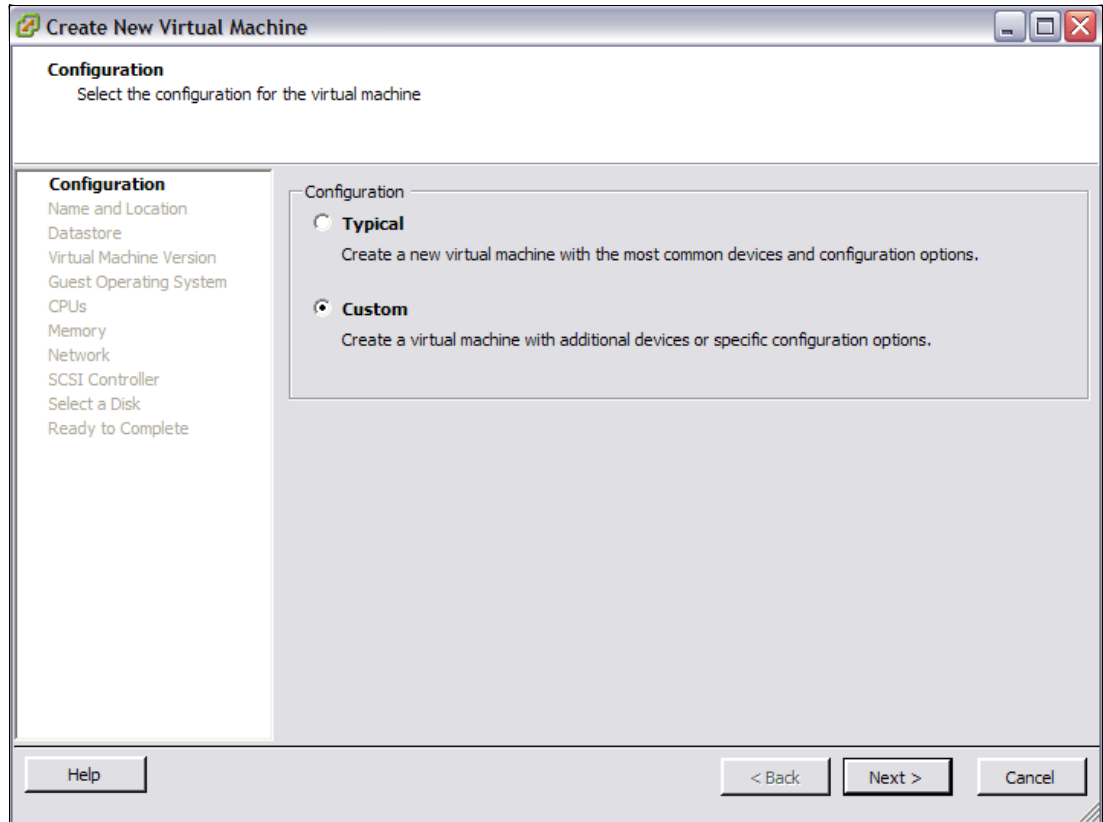 Create New Virtual Machine
Configuration
Select the configuration for the virtual machine
Configuration
Name and Location
Datastore
Virtual Machine Version
Guest Operating System
CPUs
Memory
Network
SCSI Controller
Select a Disk
Ready to Complete
Configuration
Typical
Create a new virtual machine with the most common devices and configuration options.
Custom
Create a virtual machine with additional devices or specific configuration options.
Help
< Back
Next >
Cancel